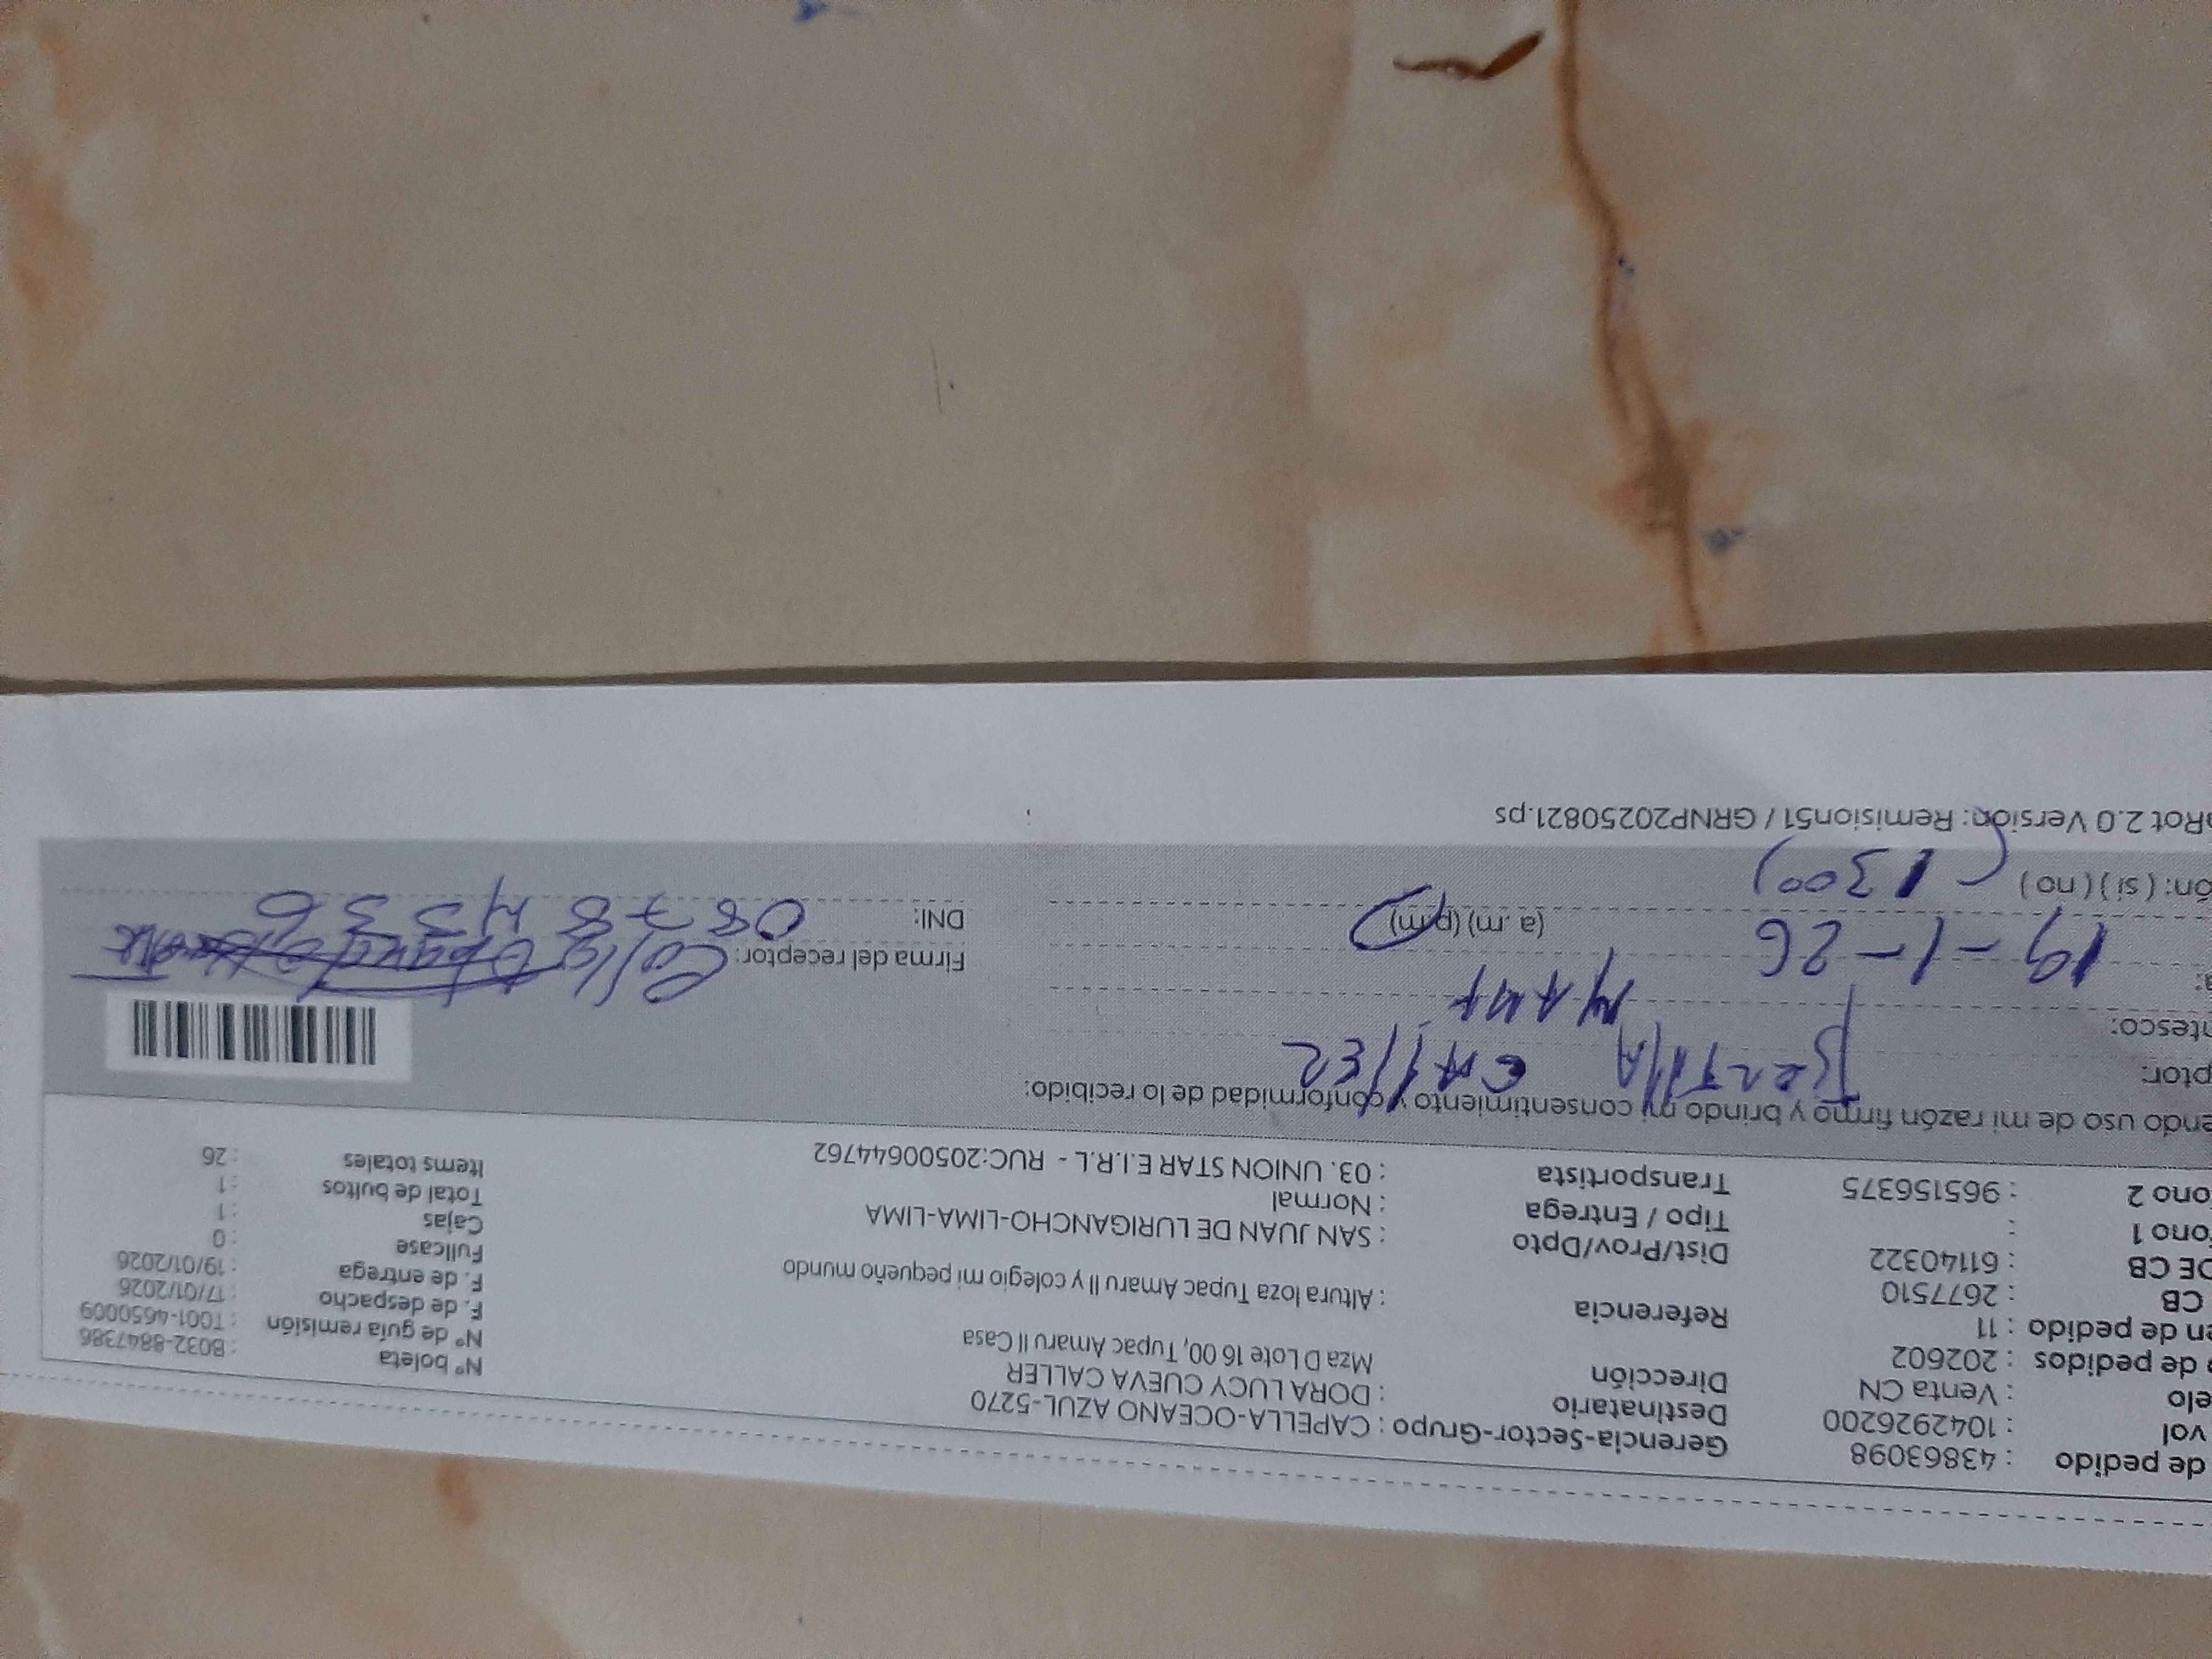 de pedido : 43863098
vol : 1042926200
elo : Venta CN
de pedidos : 202602
en de pedido : 11
CB : 2677510
DE CB : 61140322
fono 1 :
fono 2 : 965156375
Gerencia-Sector-Grupo : CAPELLA-OCEANO AZUL-5270
Destinatario : DORA LUCY CUEVA CALLER
Dirección Mza D Lote 16 00, Tupac Amaru II Casa
Referencia : Altura loza Tupac Amaru II y colegio mi pequeño mundo
Dist/Prov/Dpto : SAN JUAN DE LURIGANCHO-LIMA-LIMA
Tipo / Entrega : Normal
Transportista : 03. UNION STAR E.I.R.L - RUC:20500644762
N° boleta : B032-8847386
N° de guía remisión : T001-4650009
F. de despacho : 17/01/2026
F. de entrega : 19/01/2026
Fullcase : 0
Cajas : 1
Total de bultos : 1
Items totales : 26
endo uso de mi razón firmo y brindo mi consentimiento y conformidad de lo recibido:
ptor: BerTilA CAllER
ntesco: MAMA
a: 19-1-26 (a.m) (p.m)
ón: (si) (no) (1300)
Firma del receptor:
DNI: 08784536
Rot 2.0 Versión: Remision51 / GRNP20250821.ps